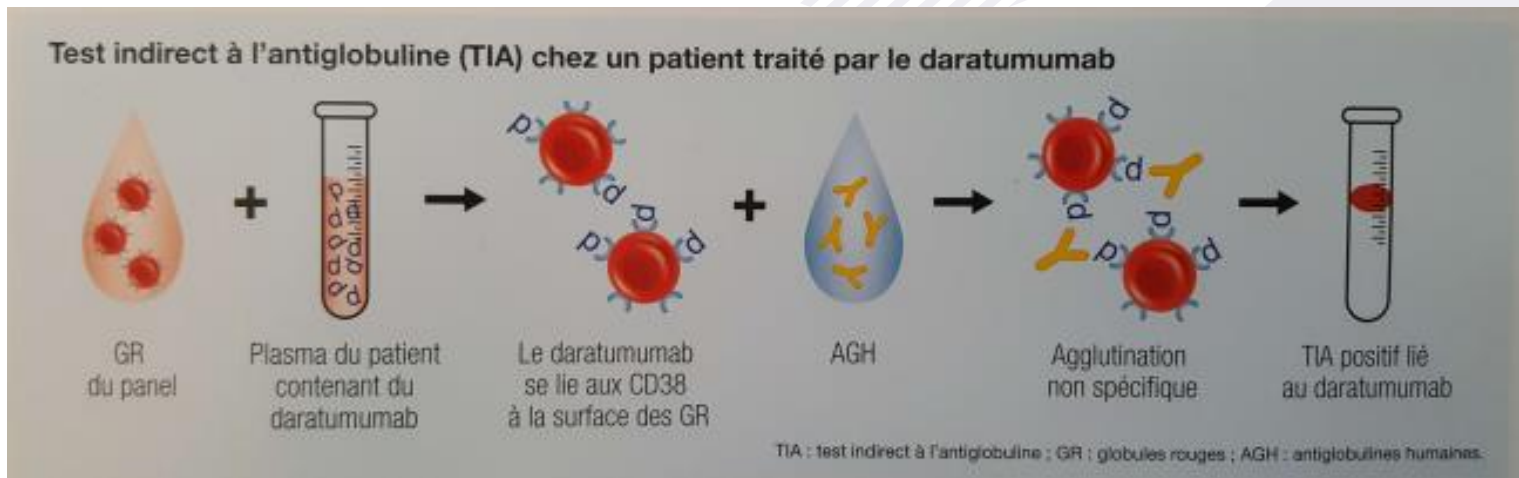 Test indirect à l'antiglobuline (TIA) chez un patient traité par le daratumumab
GR
du panel
Plasma du patient
contenant du
daratumumab
Le daratumumab
se lie aux CD38
à la surface des GR
AGH
Agglutination
non spécifique
TIA positif lié
au daratumumab
TIA : test indirect à l'antiglobuline ; GR : globules rouges ; AGH : antiglobulines humaines.